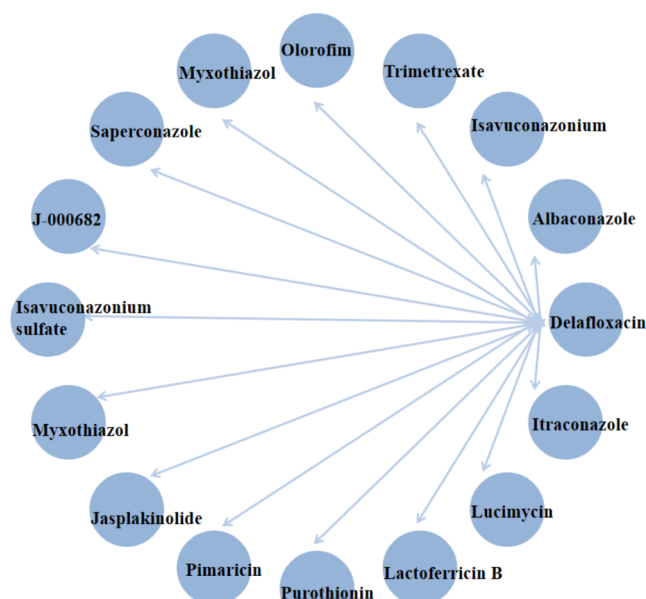 Olorofim
Myxothiazol
Trimetrexate
Saperconazole
Isavuconazonium
J-000682
Albaconazole
Isavuconazonium
sulfate
Delafloxacin
Myxothiazol
Itraconazole
Jasplakinolide
Lucimycin
Pimaricin
Lactoferricin B
Purothionin